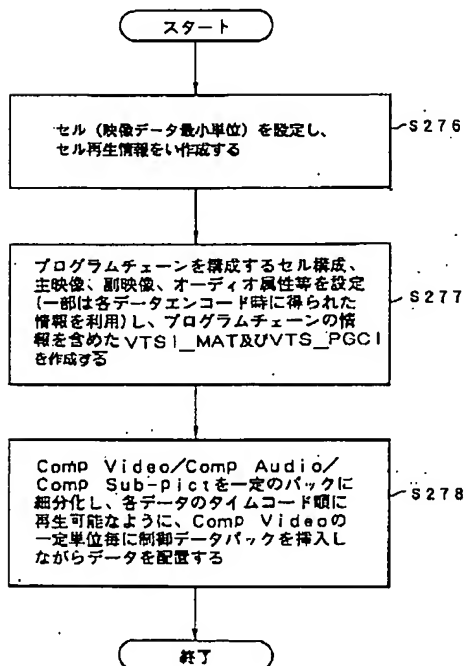 スタート
セル（映像データ最小単位）を設定し、
セル再生情報をい作成する
S276
プログラムチェーンを構成するセル構成、
主映像、副映像、オーディオ属性等を設定
(一部は各データエンコード時に得られた
情報を利用)し、プログラムチェーンの情
報を含めたVTSI_MAT及びVTS_PGCI
を作成する
S277
Comp Video/Comp Audio/
Comp Sub-pictを一定のパックに
細分化し、各データのタイムコード順に
再生可能なように、Comp Videoの
一定単位毎に制御データパックを挿入し
ながらデータを配置する
S278
終了